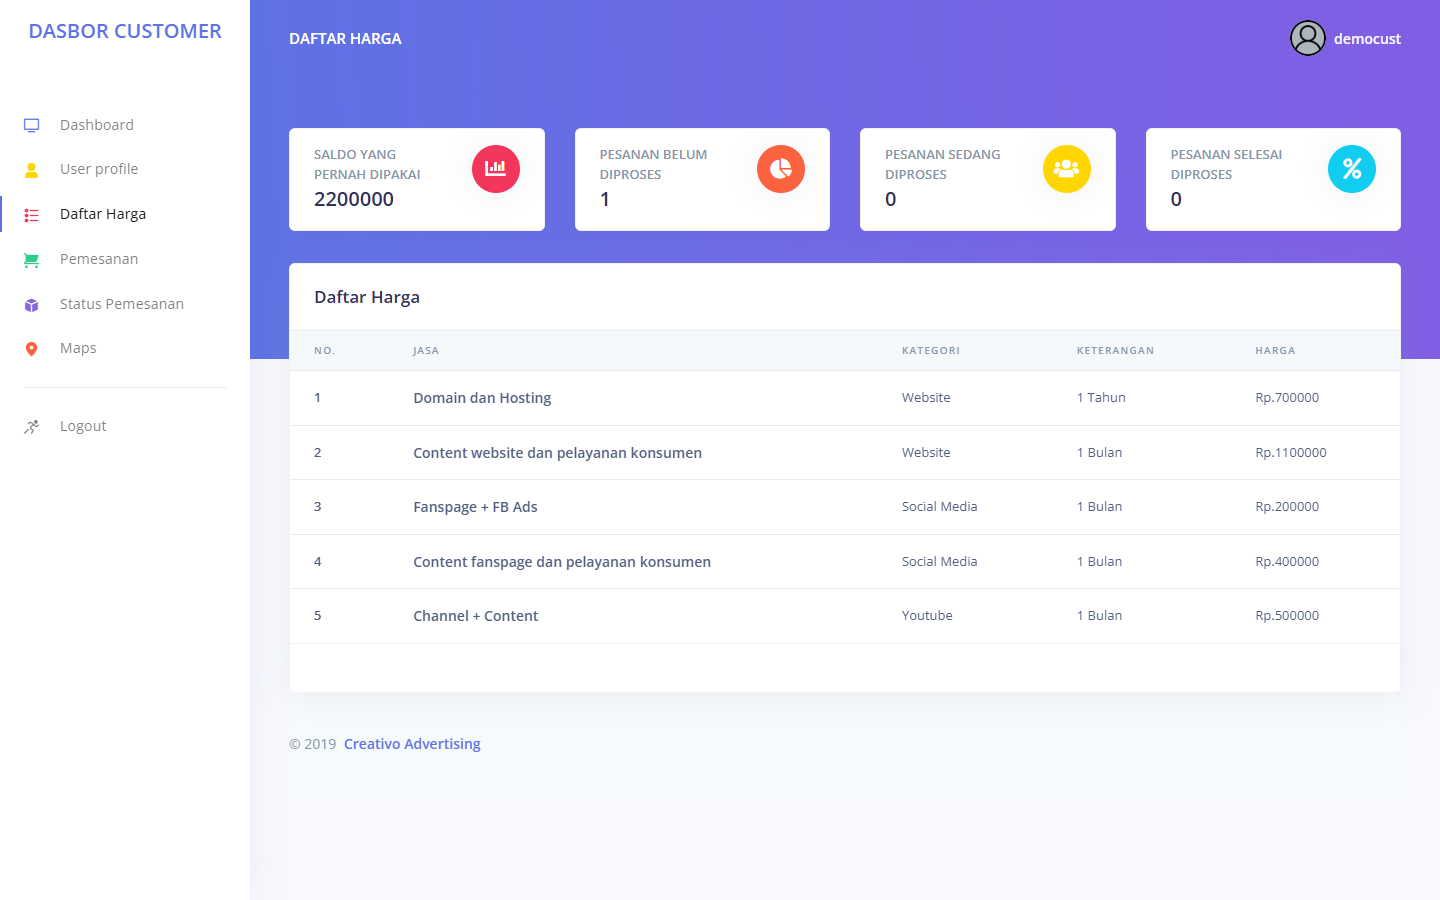 DASBOR CUSTOMER
Dashboard
User profile
Daftar Harga
Pemesanan
Status Pemesanan
Maps
Logout
DAFTAR HARGA
democust
SALDO YANG
PERNAH DIPAKAI
2200000
PESANAN BELUM
DIPROSES
1
PESANAN SEDANG
DIPROSES
0
PESANAN SELESAI
DIPROSES
0
Daftar Harga
NO. JASA KATEGORI KETERANGAN HARGA
1 Domain dan Hosting Website 1 Tahun Rp.700000
2 Content website dan pelayanan konsumen Website 1 Bulan Rp.1100000
3 Fanspage + FB Ads Social Media 1 Bulan Rp.200000
4 Content fanspage dan pelayanan konsumen Social Media 1 Bulan Rp.400000
5 Channel + Content Youtube 1 Bulan Rp.500000
© 2019 Creativo Advertising